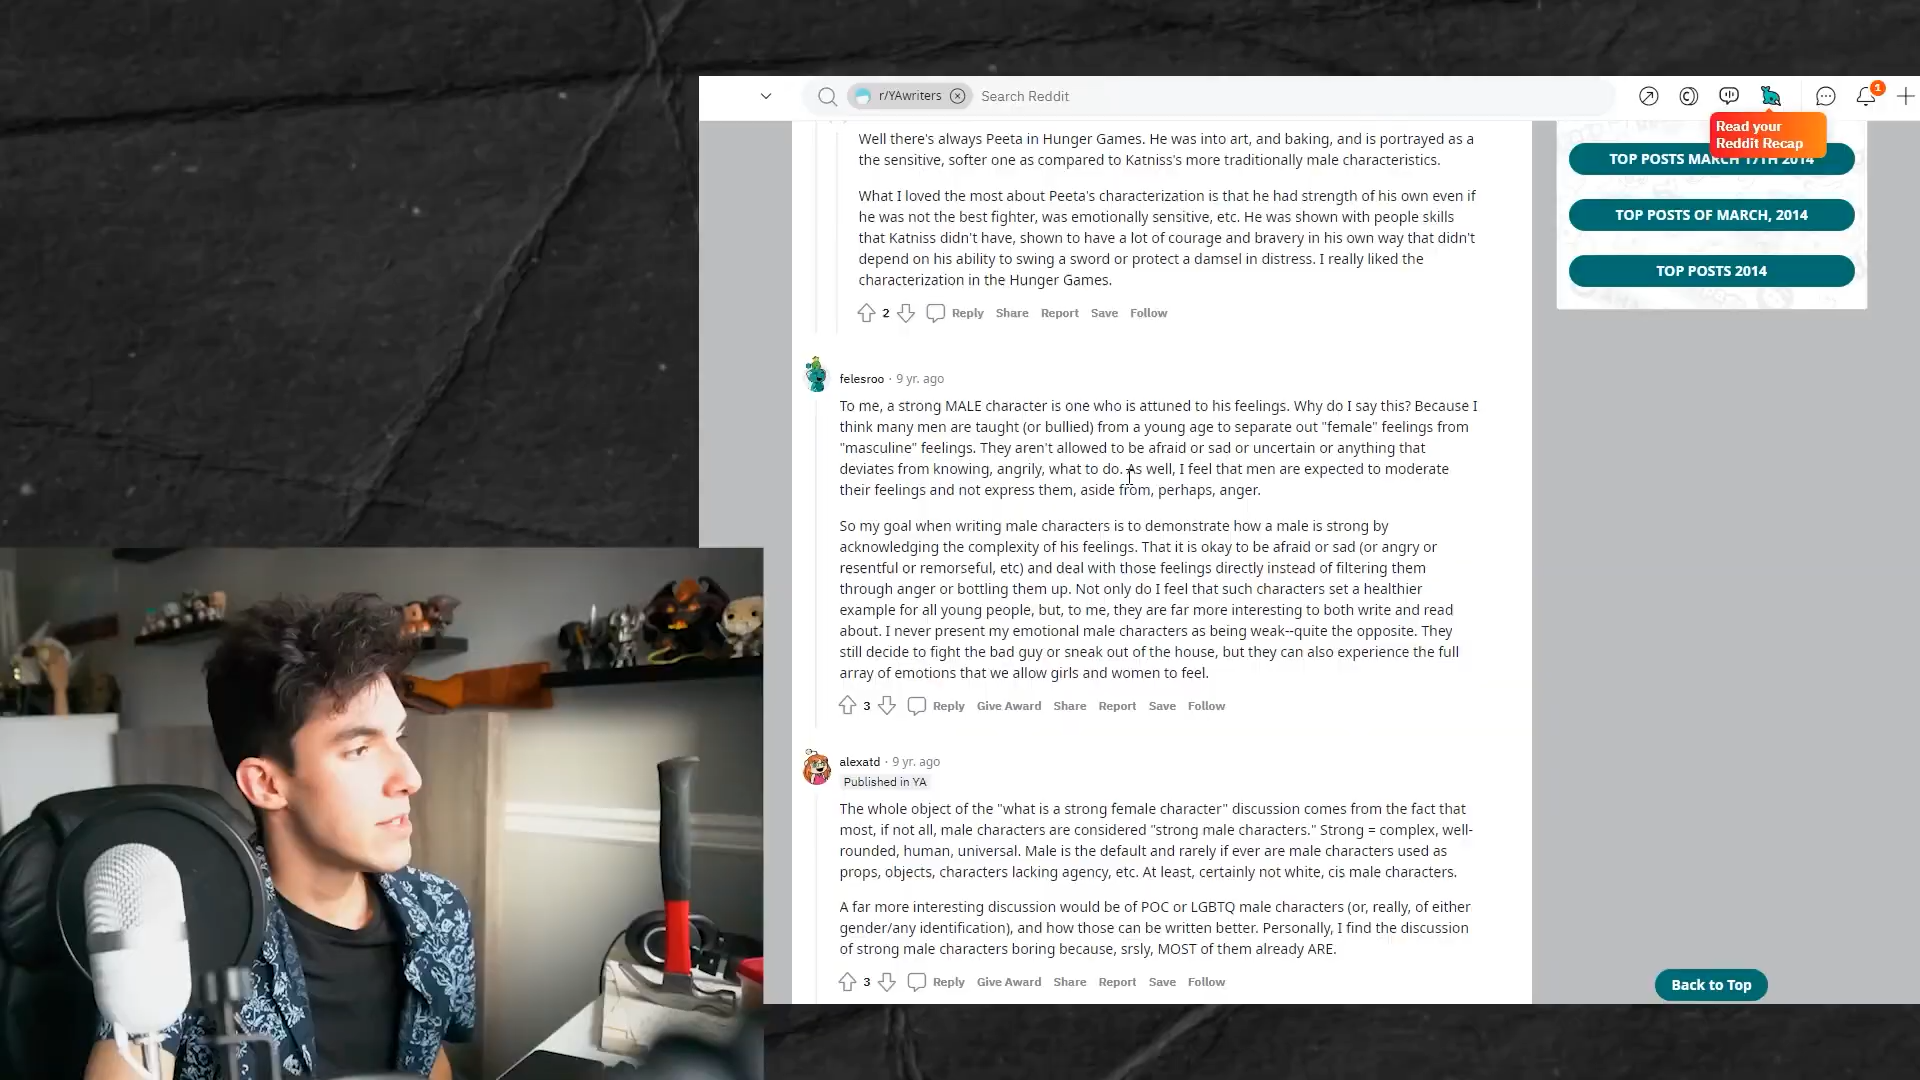 r/YAwriters
Search Reddit
1
Read your
Reddit Recap
Well there's always Peeta in Hunger Games. He was into art, and baking, and is portrayed as a
the sensitive, softer one as compared to Katniss's more traditionally male characteristics.
What I loved the most about Peeta's characterization is that he had strength of his own even if
he was not the best fighter, was emotionally sensitive, etc. He was shown with people skills
that Katniss didn't have, shown to have a lot of courage and bravery in his own way that didn't
depend on his ability to swing a sword or protect a damsel in distress. I really liked the
characterization in the Hunger Games.
2 Reply Share Report Save Follow
felesroo · 9 yr. ago
To me, a strong MALE character is one who is attuned to his feelings. Why do I say this? Because I
think many men are taught (or bullied) from a young age to separate out "female" feelings from
"masculine" feelings. They aren't allowed to be afraid or sad or uncertain or anything that
deviates from knowing, angrily, what to do. As well, I feel that men are expected to moderate
their feelings and not express them, aside from, perhaps, anger.
So my goal when writing male characters is to demonstrate how a male is strong by
acknowledging the complexity of his feelings. That it is okay to be afraid or sad (or angry or
resentful or remorseful, etc) and deal with those feelings directly instead of filtering them
through anger or bottling them up. Not only do I feel that such characters set a healthier
example for all young people, but, to me, they are far more interesting to both write and read
about. I never present my emotional male characters as being weak--quite the opposite. They
still decide to fight the bad guy or sneak out of the house, but they can also experience the full
array of emotions that we allow girls and women to feel.
3 Reply Give Award Share Report Save Follow
alexatd · 9 yr. ago
Published in YA
The whole object of the "what is a strong female character" discussion comes from the fact that
most, if not all, male characters are considered "strong male characters." Strong = complex, well-
rounded, human, universal. Male is the default and rarely if ever are male characters used as
props, objects, characters lacking agency, etc. At least, certainly not white, cis male characters.
A far more interesting discussion would be of POC or LGBTQ male characters (or, really, of either
gender/any identification), and how those can be written better. Personally, I find the discussion
of strong male characters boring because, srsly, MOST of them already ARE.
3 Reply Give Award Share Report Save Follow
TOP POSTS MARCH 17TH 2014
TOP POSTS OF MARCH, 2014
TOP POSTS 2014
Back to Top